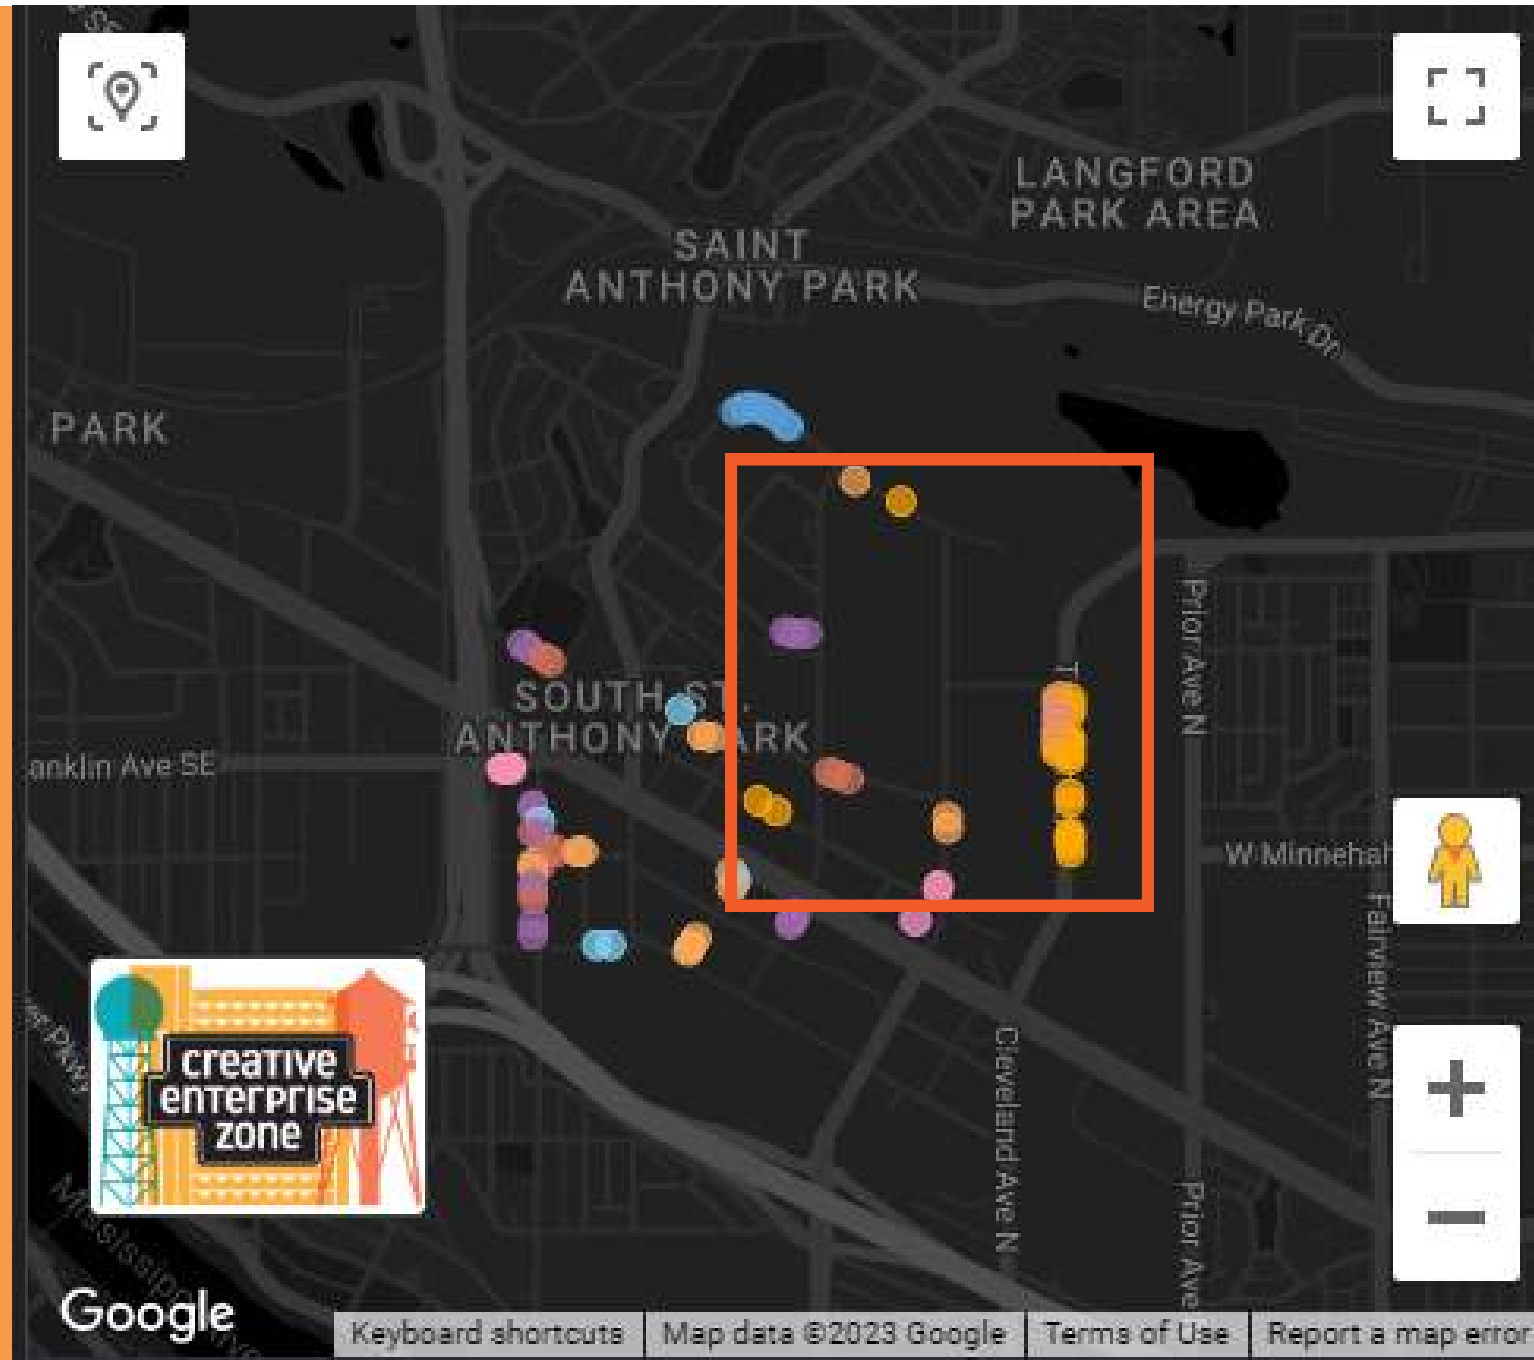 LANGFORD
PARK AREA
SAINT
ANTHONY PARK
Energy Park Dr
PARK
Prior Ave N
SOUTH ST.
ANTHONY PARK
anklin Ave SE
W Minnehah
Fairview Ave N
creative
enterprise
zone
er Pkwy
Cleveland Ave N
Prior Ave
Google
Keyboard shortcuts
Map data ©2023 Google
Terms of Use
Report a map error